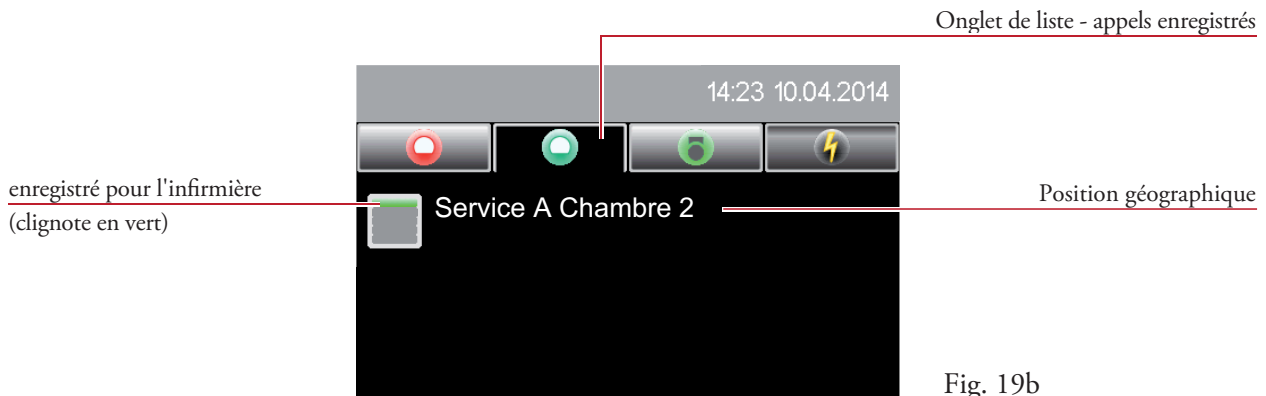 Onglet de liste - appels enregistrés
14:23 10.04.2014
enregistré pour l'infirmière
(clignote en vert)
Service A Chambre 2
Position géographique
Fig. 19b